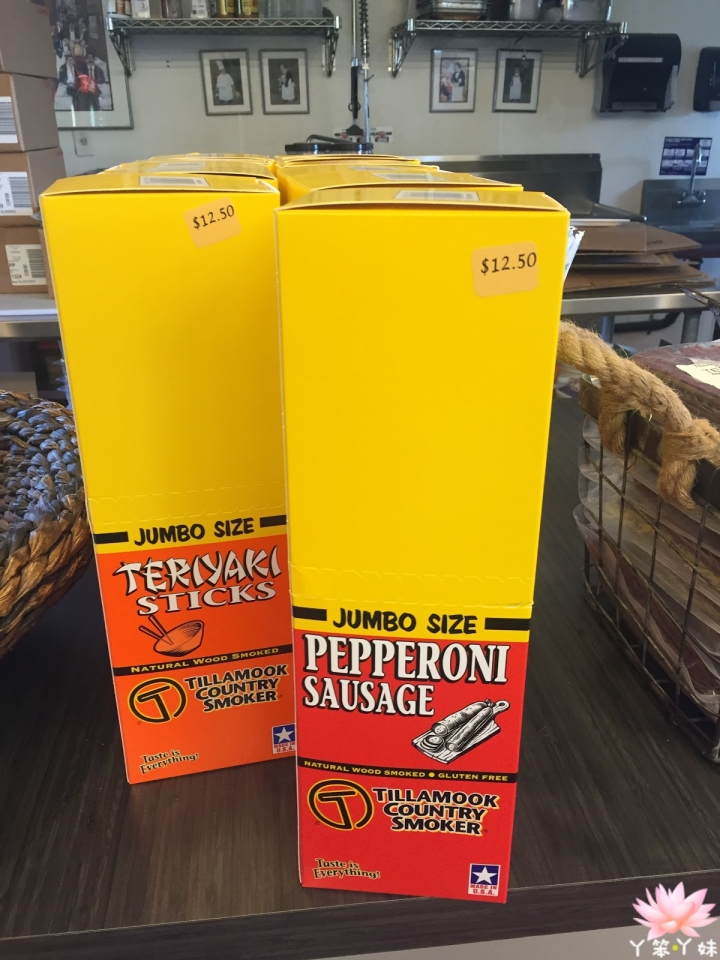 $12.50
JUMBO SIZE
TERIYAKI
STICKS
NATURAL WOOD SMOKED
TILLAMOOK
COUNTRY
SMOKER
Taste is
Everything!
U.S.A.
$12.50
JUMBO SIZE
PEPPERONI
SAUSAGE
NATURAL WOOD SMOKED • GLUTEN FREE
TILLAMOOK
COUNTRY
SMOKER
Taste is
Everything!
MADE IN
U.S.A.
丫笨丫妹